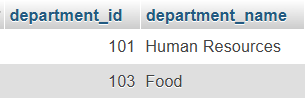 department_id department_name
101 Human Resources
103 Food